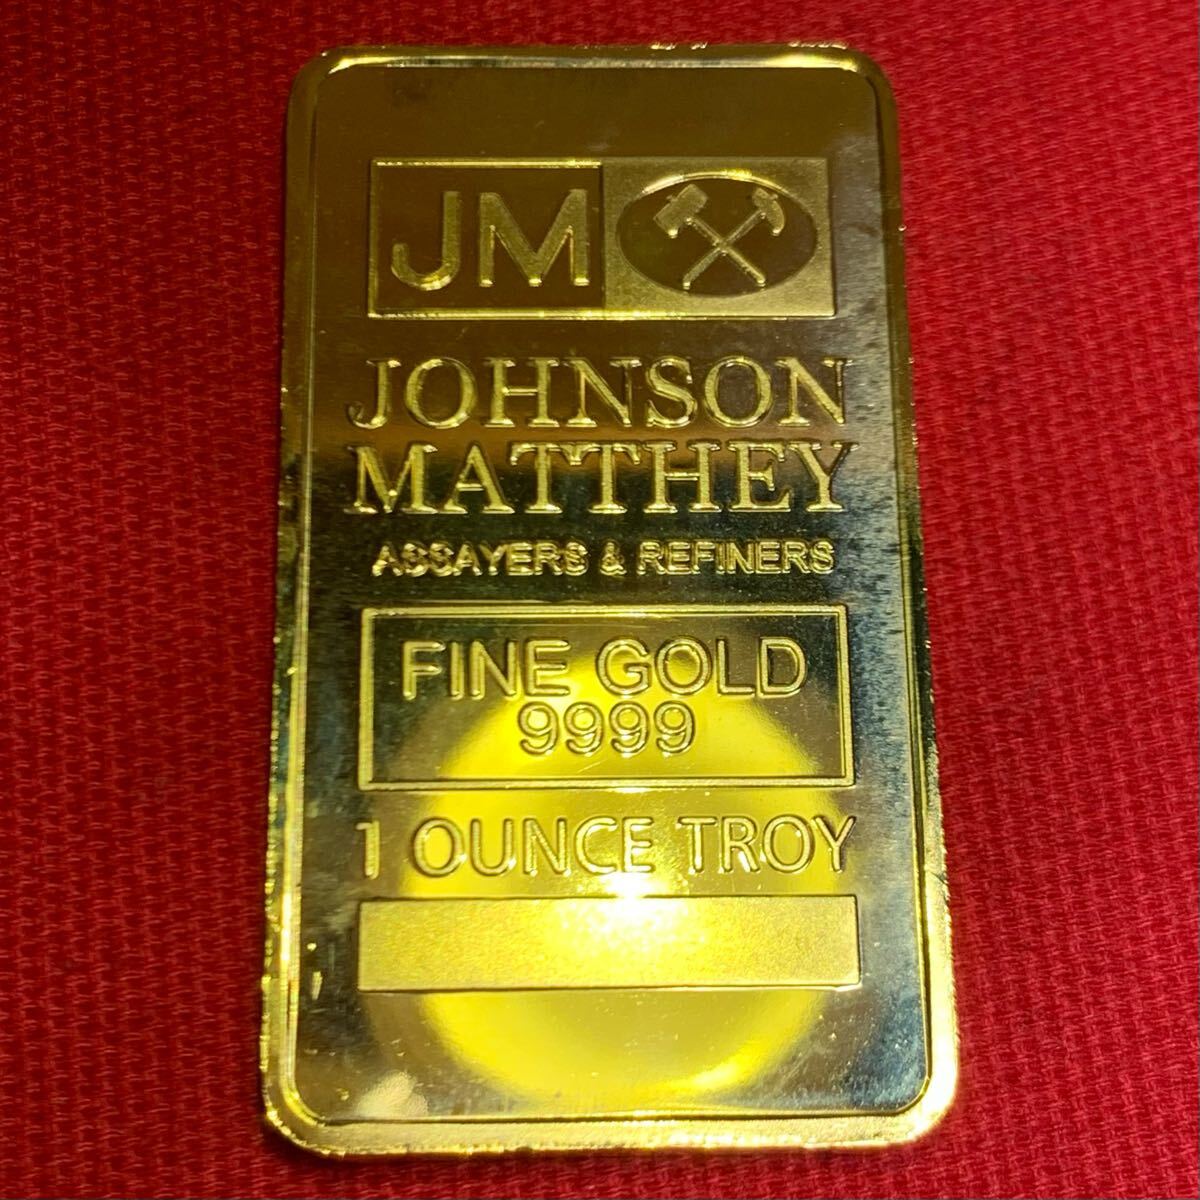 JM
JOHNSON
MATTHEY
ASSAYERS & REFINERS
FINE GOLD
9999
1 OUNCE TROY